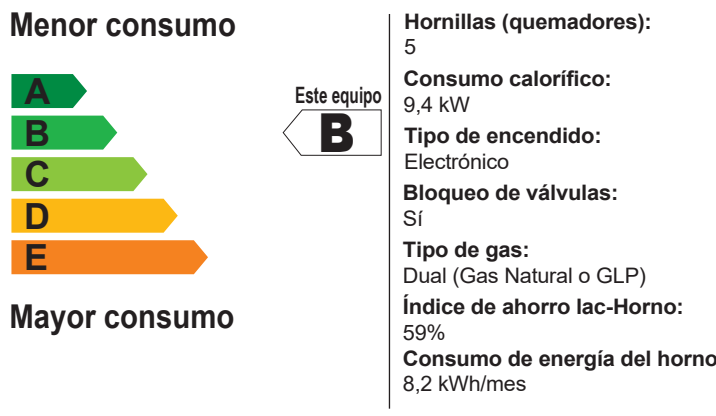 Menor consumo
A
B
C
D
E
Este equipo
B
Mayor consumo
Hornillas (quemadores):
5
Consumo calorífico:
9,4 kW
Tipo de encendido:
Electrónico
Bloqueo de válvulas:
Sí
Tipo de gas:
Dual (Gas Natural o GLP)
Índice de ahorro lac-Horno:
59%
Consumo de energía del horno
8,2 kWh/mes